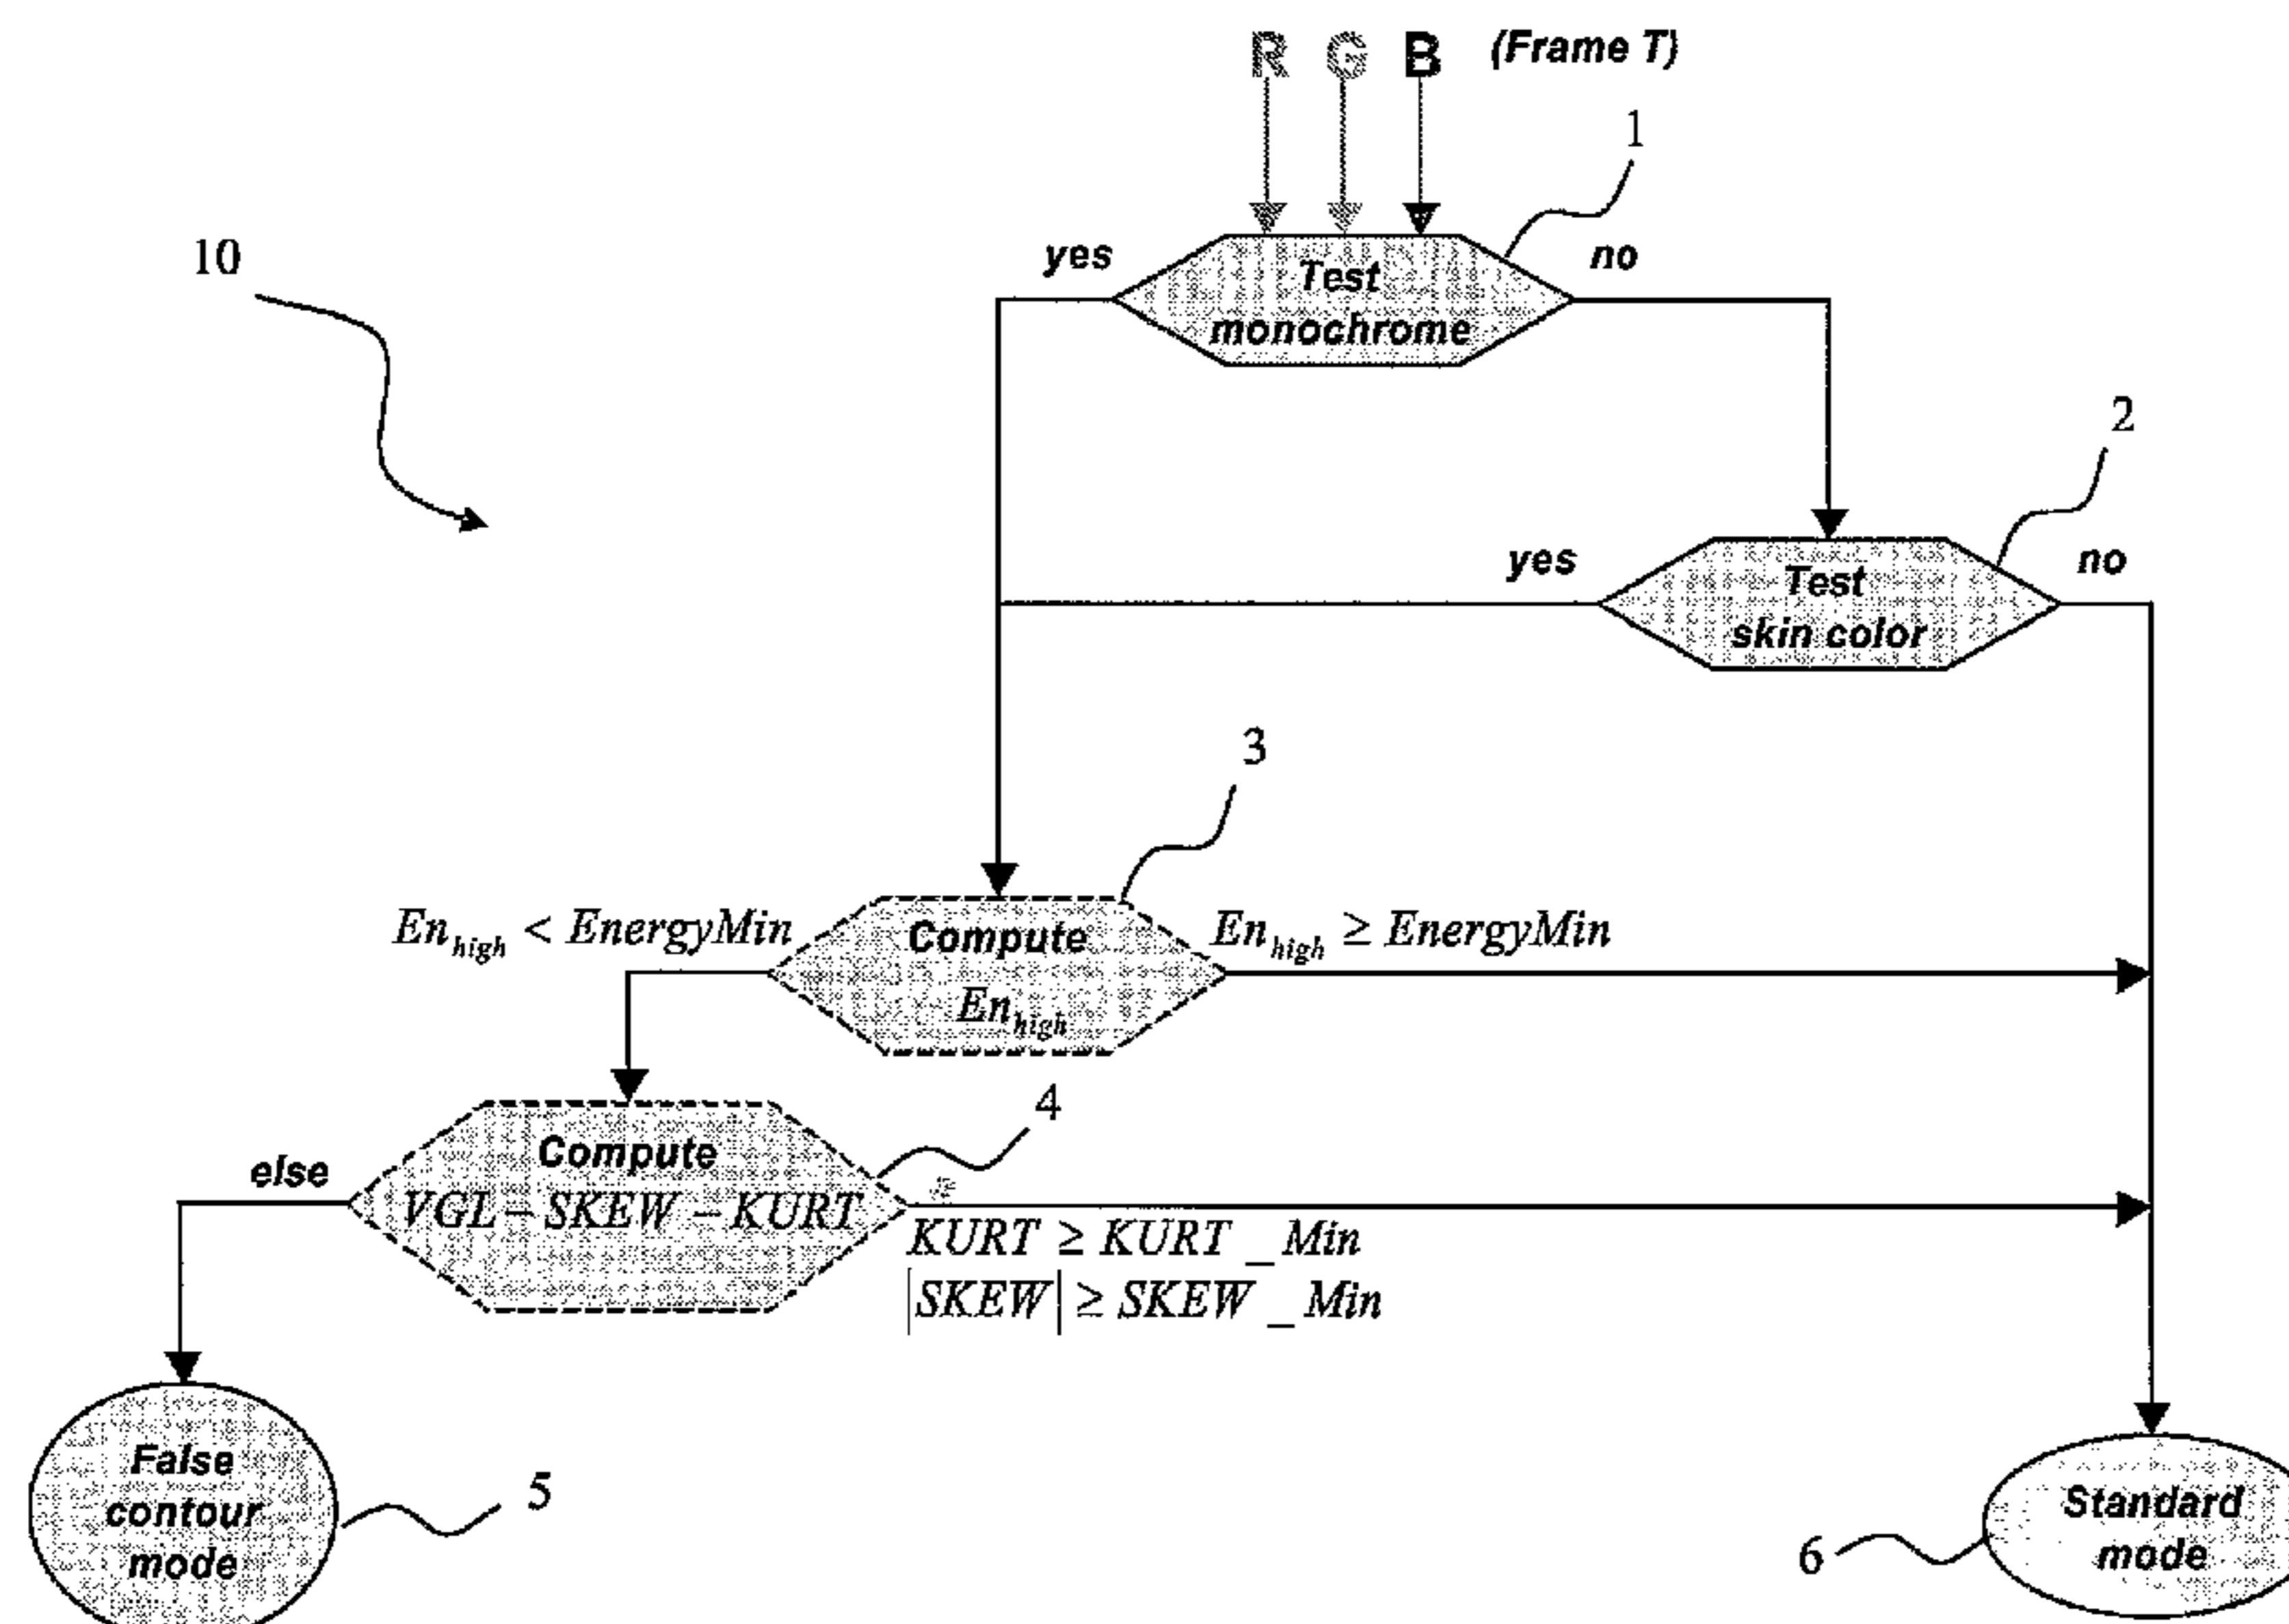 R G B (Frame T)
1
10
yes
Test
monochrome
no
2
yes
Test
skin color
no
3
En_high < EnergyMin
Compute
En_high
En_high ≥ EnergyMin
4
else
Compute
VGL – SKEW – KURT
KURT ≥ KURT _ Min
|SKEW| ≥ SKEW _ Min
False
contour
mode
5
Standard
mode
6